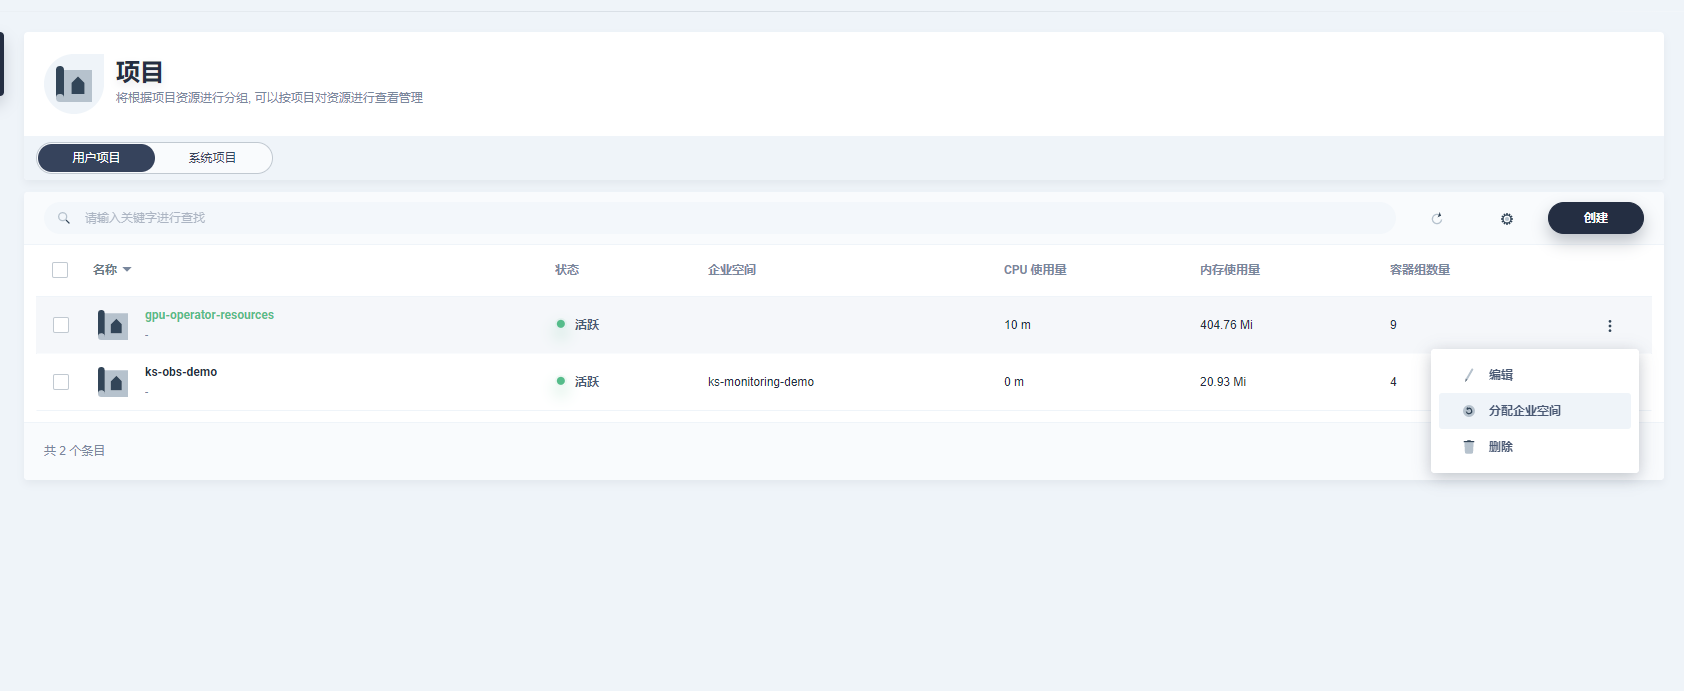 项目
将根据项目资源进行分组, 可以按项目对资源进行查看管理
用户项目 系统项目
请输入关键字进行查找 创建
名称 状态 企业空间 CPU 使用量 内存使用量 容器组数量
gpu-operator-resources 活跃 10 m 404.76 Mi 9
-
ks-obs-demo 活跃 ks-monitoring-demo 0 m 20.93 Mi 4
-
编辑
分配企业空间
删除
共 2 个条目